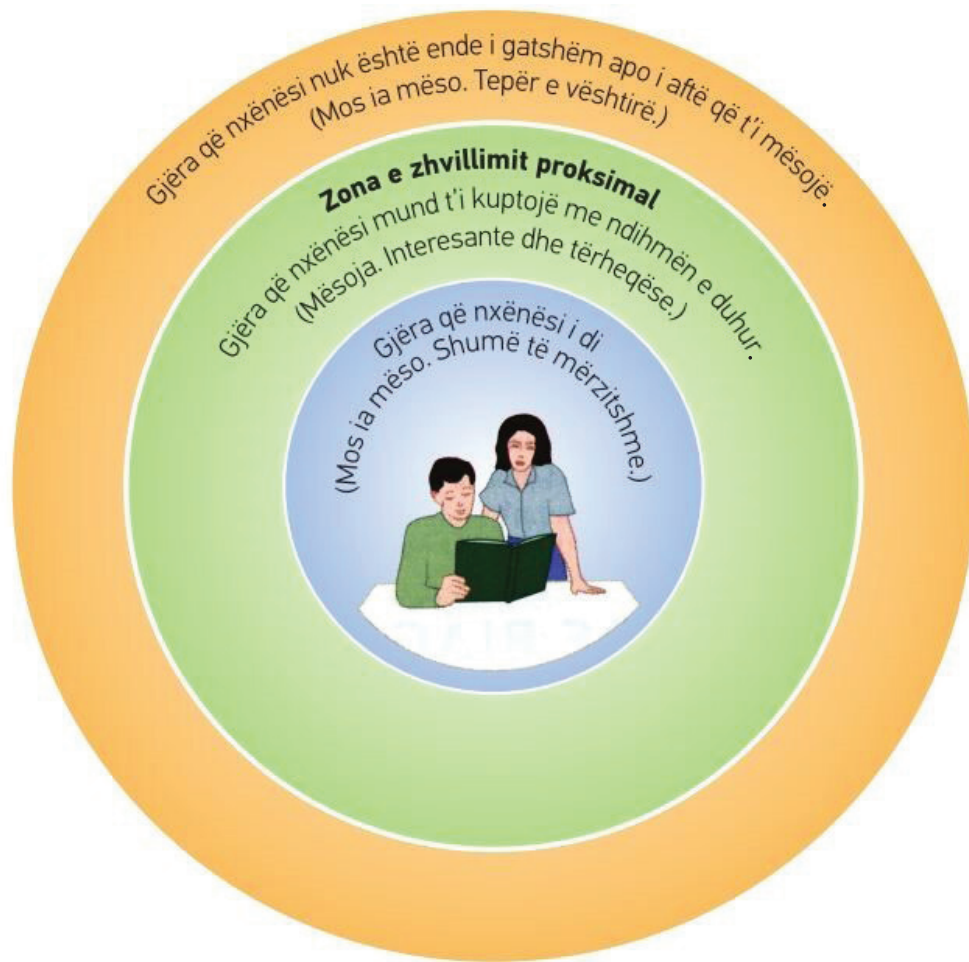 Gjëra që nxënësi nuk është ende i gatshëm apo i aftë që t'i mësojë.
(Mos ia mëso. Tepër e vështirë.)
Zona e zhvillimit proksimal
Gjëra që nxënësi mund t'i kuptojë me ndihmën e duhur.
(Mësoja. Interesante dhe tërheqëse.)
Gjëra që nxënësi i di
(Mos ia mëso. Shumë të mërzitshme.)